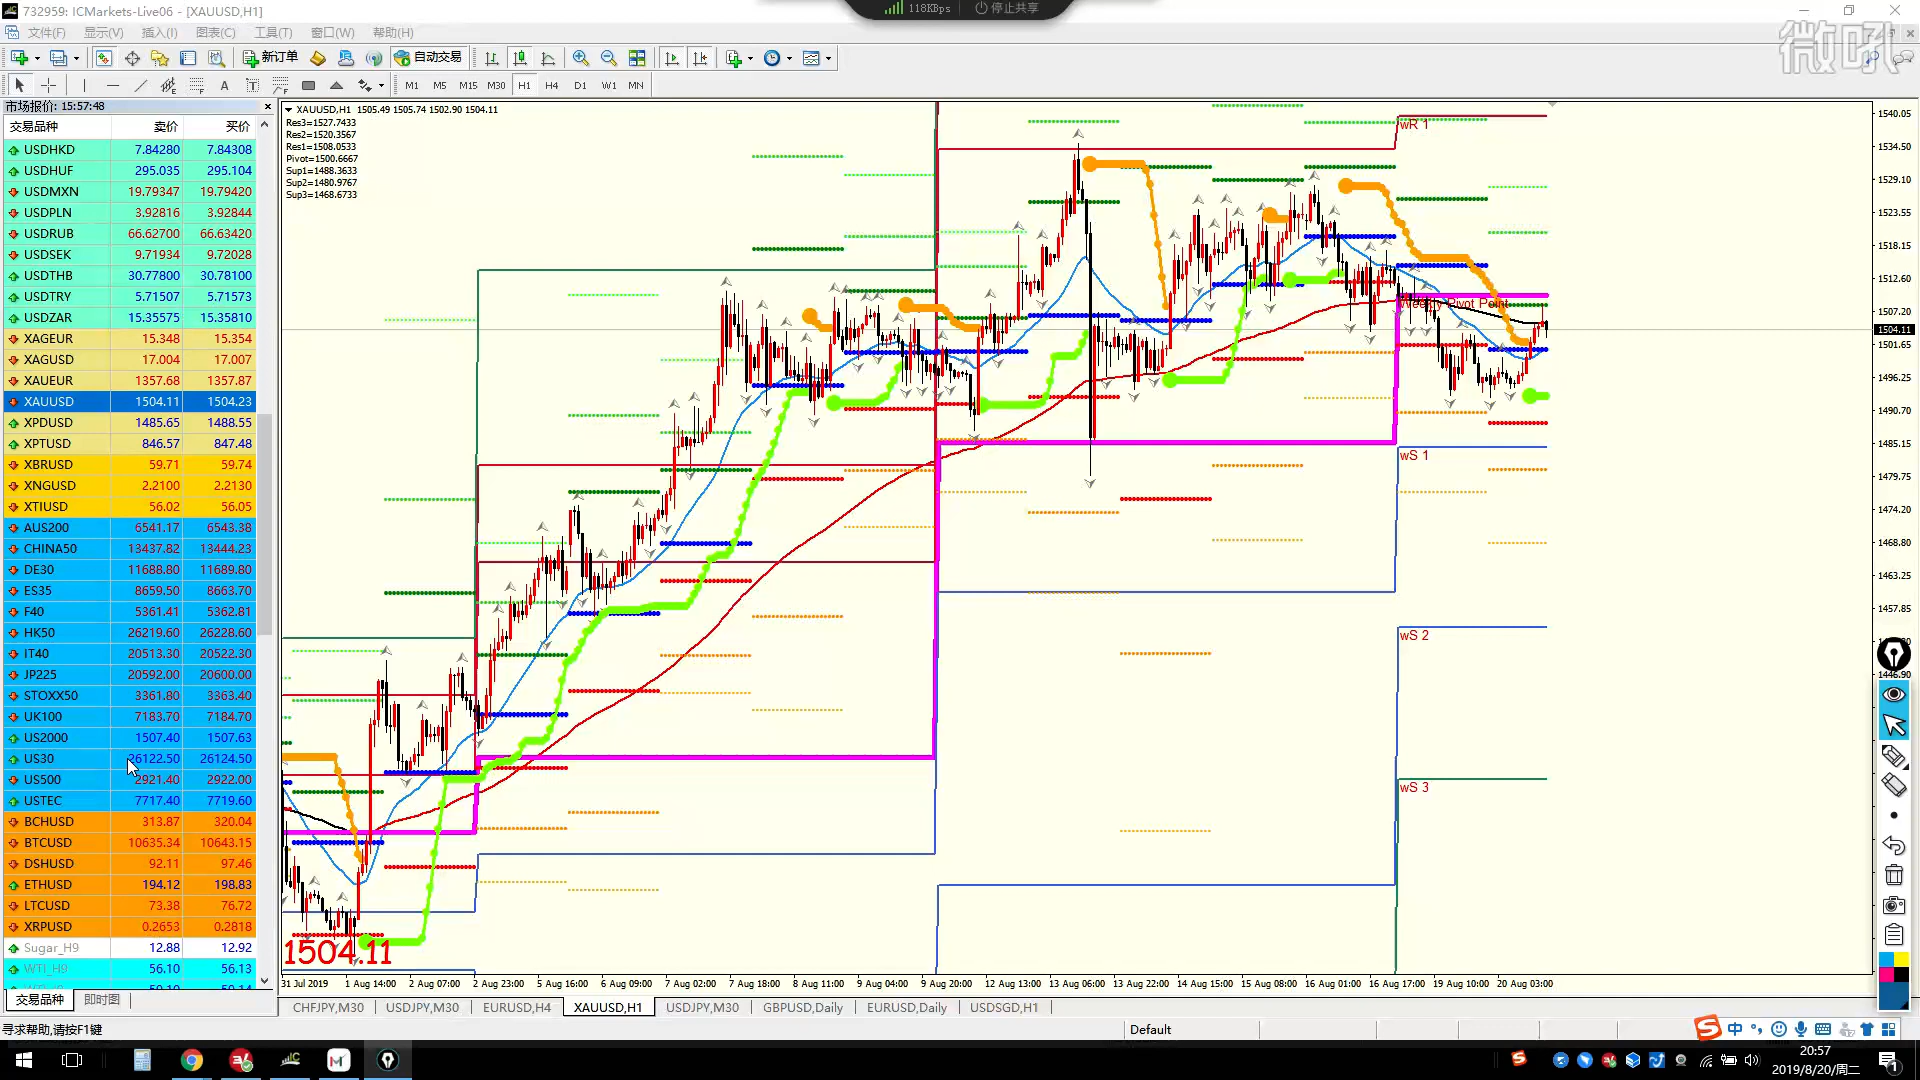 732959: ICMarkets-Live06 - [XAUUSD,H1]
118KBps 停止共享
文件(F) 显示(V) 插入(I) 图表(C) 工具(T) 窗口(W) 帮助(H)
微吼
新订单 自动交易
A T M1 M5 M15 M30 H1 H4 D1 W1 MN
市场报价: 15:57:48
交易品种 卖价 买价
USDHKD 7.84280 7.84308
USDHUF 295.035 295.104
USDMXN 19.79347 19.79420
USDPLN 3.92816 3.92844
USDRUB 66.62700 66.63420
USDSEK 9.71934 9.72028
USDTHB 30.77800 30.78100
USDTRY 5.71507 5.71573
USDZAR 15.35575 15.35810
XAGEUR 15.348 15.354
XAGUSD 17.004 17.007
XAUEUR 1357.68 1357.87
XAUUSD 1504.11 1504.23
XPDUSD 1485.65 1488.55
XPTUSD 846.57 847.48
XBRUSD 59.71 59.74
XNGUSD 2.2100 2.2130
XTIUSD 56.02 56.05
AUS200 6541.17 6543.38
CHINA50 13437.82 13444.23
DE30 11688.80 11689.80
ES35 8659.50 8663.70
F40 5361.41 5362.81
HK50 26219.60 26228.60
IT40 20513.30 20522.30
JP225 20592.00 20600.00
STOXX50 3361.80 3363.40
UK100 7183.70 7184.70
US2000 1507.40 1507.63
US30 26122.50 26124.50
US500 2921.40 2922.00
USTEC 7717.40 7719.60
BCHUSD 313.87 320.04
BTCUSD 10635.34 10643.15
DSHUSD 92.11 97.46
ETHUSD 194.12 198.83
LTCUSD 73.38 76.72
XRPUSD 0.2653 0.2818
Sugar_H9 12.88 12.92
WTI_H9 56.10 56.13
交易品种 即时图
XAUUSD,H1 1505.49 1505.74 1502.90 1504.11
Res3=1527.7433
Res2=1520.3567
Res1=1508.0533
Pivot=1500.6667
Sup1=1488.3633
Sup2=1480.9767
Sup3=1468.6733
wR 1
Weekly Pivot Point
wS 1
wS 2
wS 3
1504.11
1540.05
1534.50
1529.10
1523.55
1518.15
1512.60
1507.20
1504.11
1501.65
1496.25
1490.70
1485.15
1479.75
1474.20
1468.80
1463.25
1457.85
1446.90
31 Jul 2019 1 Aug 14:00 2 Aug 07:00 2 Aug 23:00 5 Aug 16:00 6 Aug 09:00 7 Aug 02:00 7 Aug 18:00 8 Aug 11:00 9 Aug 04:00 9 Aug 20:00 12 Aug 13:00 13 Aug 06:00 13 Aug 22:00 14 Aug 15:00 15 Aug 08:00 16 Aug 01:00 16 Aug 17:00 19 Aug 10:00 20 Aug 03:00
CHFJPY,M30 USDJPY,M30 EURUSD,H4 XAUUSD,H1 USDJPY,M30 GBPUSD,Daily EURUSD,Daily USDSGD,H1
寻求帮助,请按F1键
Default
中
20:57
2019/8/20/周二
1